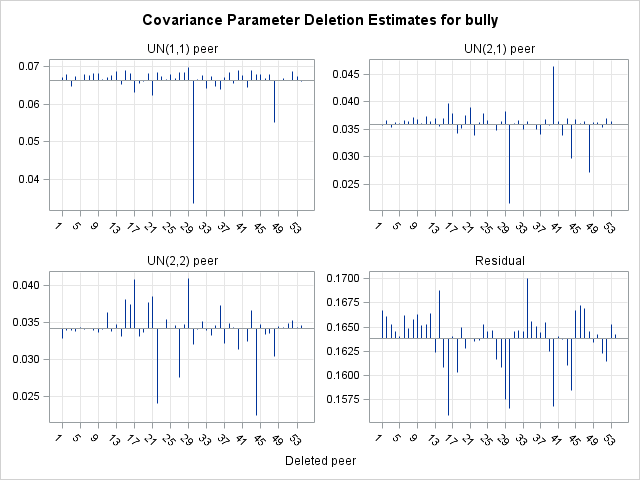 Covariance Parameter Deletion Estimates for bully
UN(1,1) peer
UN(2,1) peer
0.07
0.06
0.05
0.04
0.045
0.040
0.035
0.030
0.025
1 5 9 13 17 21 25 29 33 37 41 45 49 53
1 5 9 13 17 21 25 29 33 37 41 45 49 53
UN(2,2) peer
Residual
0.040
0.035
0.030
0.025
0.1700
0.1675
0.1650
0.1625
0.1600
0.1575
1 5 9 13 17 21 25 29 33 37 41 45 49 53
1 5 9 13 17 21 25 29 33 37 41 45 49 53
Deleted peer